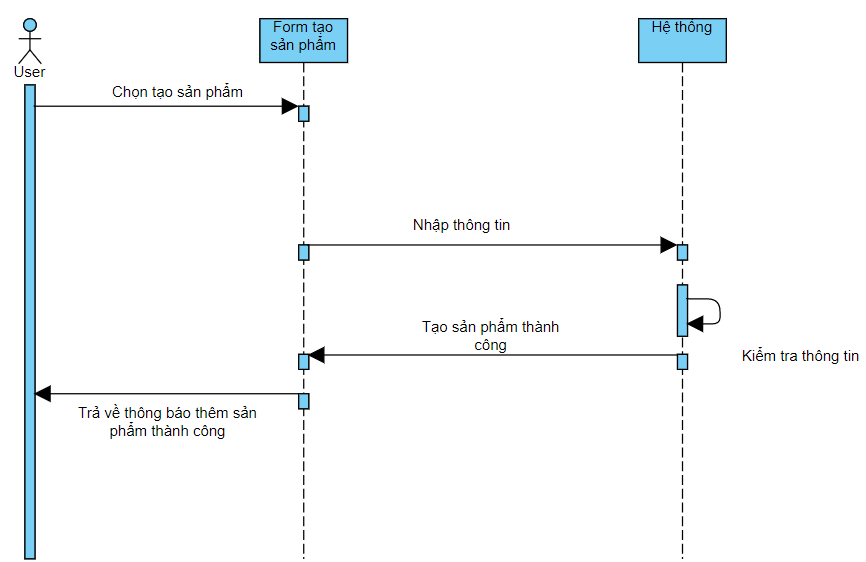 Form tạo
sản phẩm
Hệ thống
User
Chọn tạo sản phẩm
Nhập thông tin
Tạo sản phẩm thành
công
Kiểm tra thông tin
Trả về thông báo thêm sản
phẩm thành công